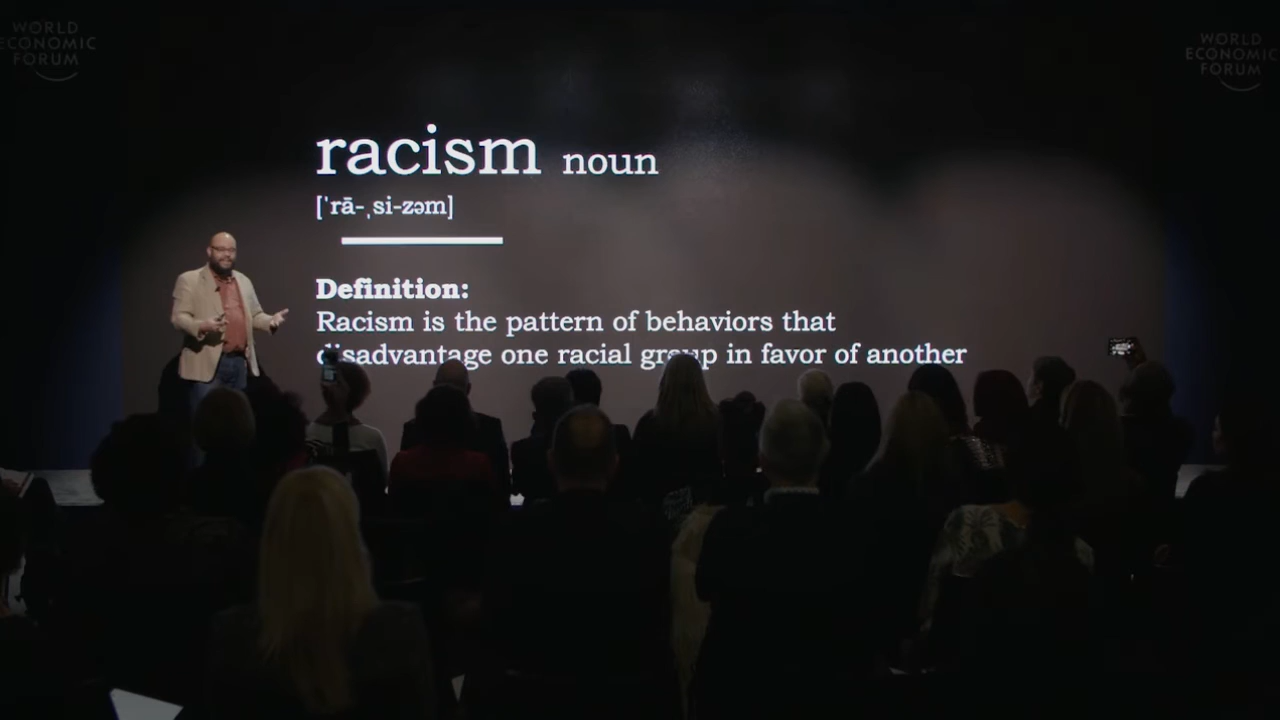 WORLD
ECONOMIC
FORUM
WORLD
ECONOMIC
FORUM
racism noun
[ˈrā-ˌsi-zəm]
Definition:
Racism is the pattern of behaviors that
disadvantage one racial group in favor of another